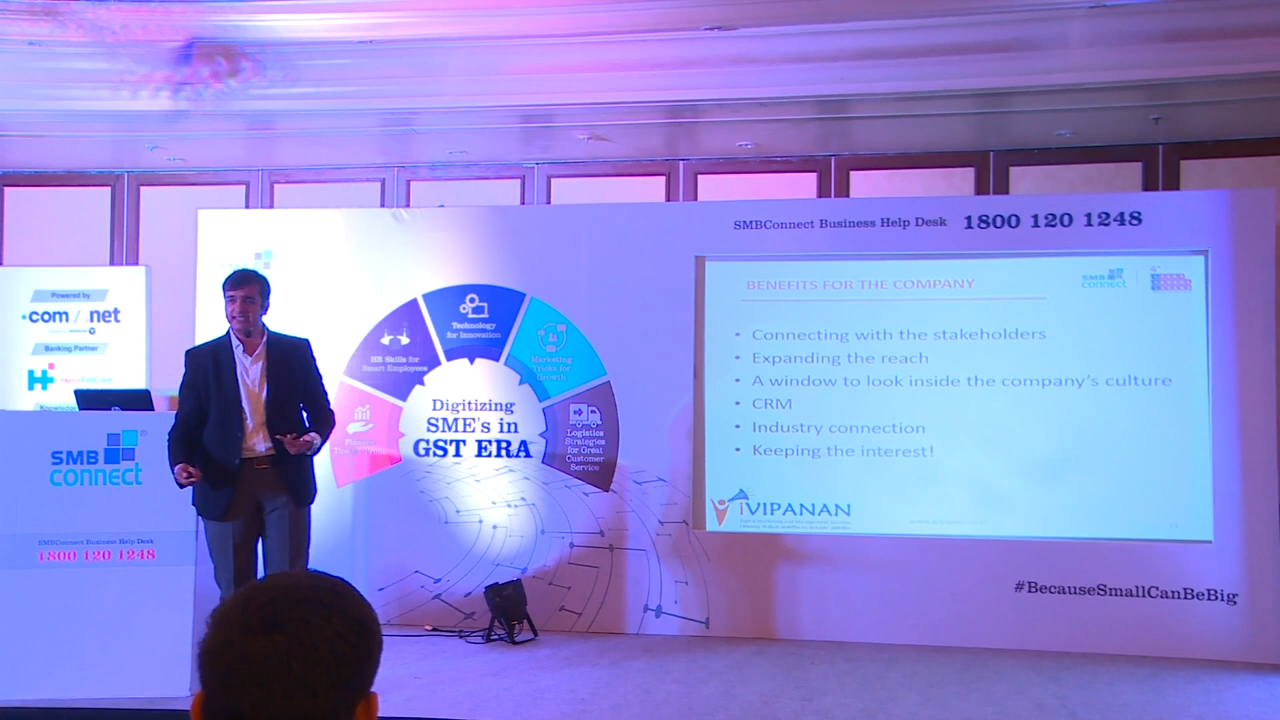 SMBConnect Business Help Desk 1800 120 1248
Powered by
.com / .net
Banking Partner
SMB
connect
®
SMBConnect Business Help Desk
1800 120 1248
HR Skills for
Smart Employees
Technology
for Innovation
Marketing
Tricks for
Growth
Logistics
Strategies
for Great
Customer
Service
Digitizing
SME's in
GST ERA
BENEFITS FOR THE COMPANY
SMB
connect
• Connecting with the stakeholders
• Expanding the reach
• A window to look inside the company's culture
• CRM
• Industry connection
• Keeping the interest!
iVIPANAN
#BecauseSmallCanBeBig